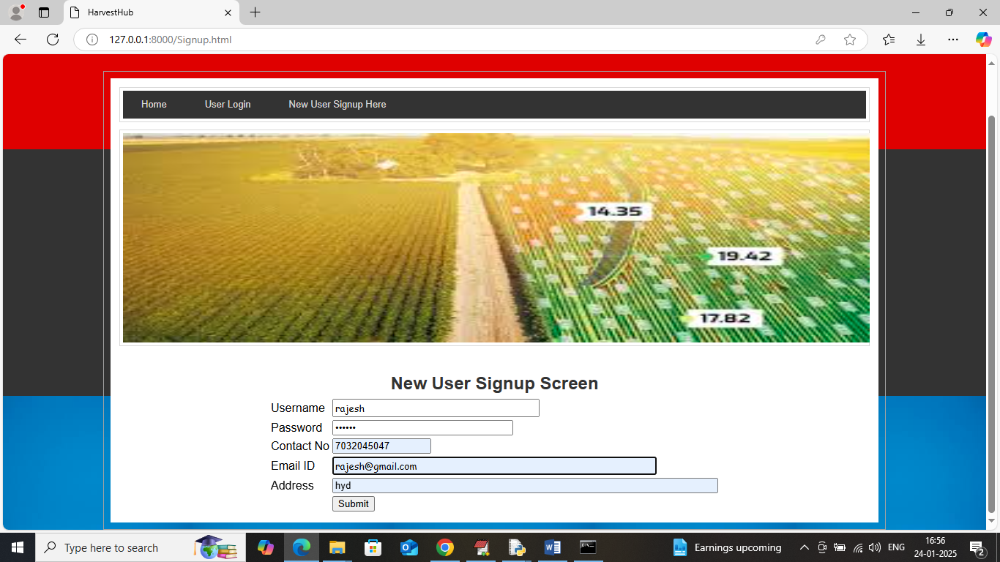 HarvestHub
127.0.0.1:8000/Signup.html
Home User Login New User Signup Here
14.35
19.42
17.82
New User Signup Screen
Username rajesh
Password ••••••
Contact No 7032045047
Email ID rajesh@gmail.com
Address hyd
Submit
Type here to search
Earnings upcoming
ENG
16:56
24-01-2025
2